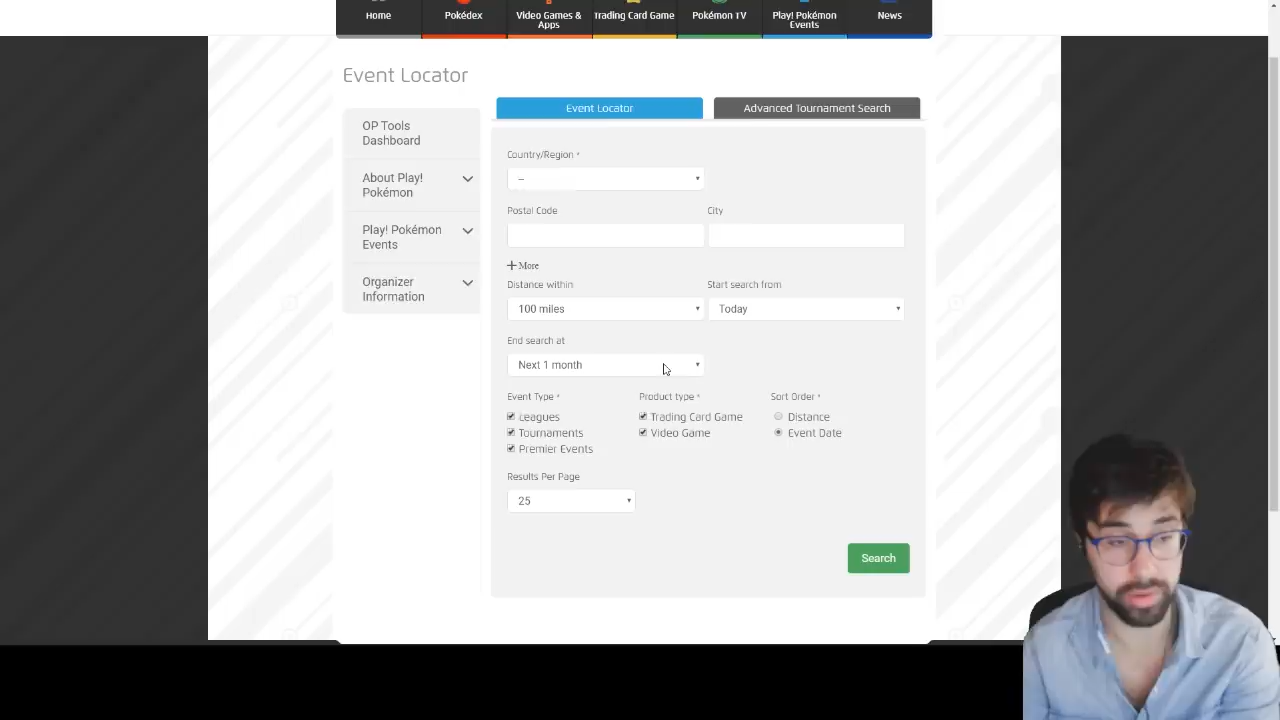 Home
Pokédex
Video Games &
Apps
Trading Card Game
Pokémon TV
Play! Pokémon
Events
News
Event Locator
OP Tools
Dashboard
About Play!
Pokémon
Play! Pokémon
Events
Organizer
Information
Event Locator
Advanced Tournament Search
Country/Region *
--
Postal Code
City
+ More
Distance within
Start search from
100 miles
Today
End search at
Next 1 month
Event Type *
Product type *
Sort Order *
Leagues
Trading Card Game
Distance
Tournaments
Video Game
Event Date
Premier Events
Results Per Page
25
Search